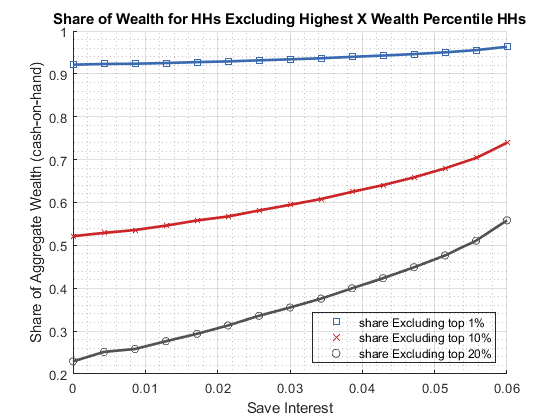 Share of Wealth for HHs Excluding Highest X Wealth Percentile HHs
Share of Aggregate Wealth (cash-on-hand)
1
0.9
0.8
0.7
0.6
0.5
0.4
0.3
0.2
0
0.01
0.02
0.03
0.04
0.05
0.06
Save Interest
share Excluding top 1%
share Excluding top 10%
share Excluding top 20%